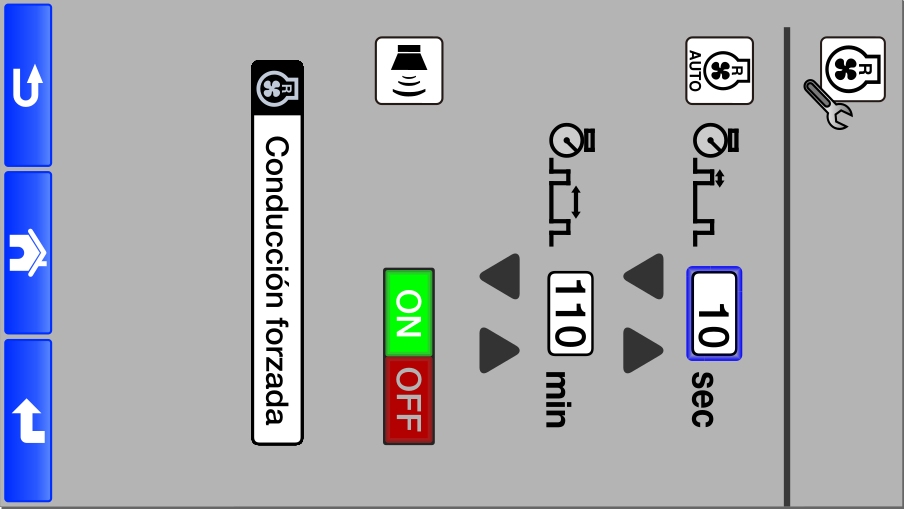 R
R
AUTO
10 sec
110 min
ON OFF
R
Conducción forzada